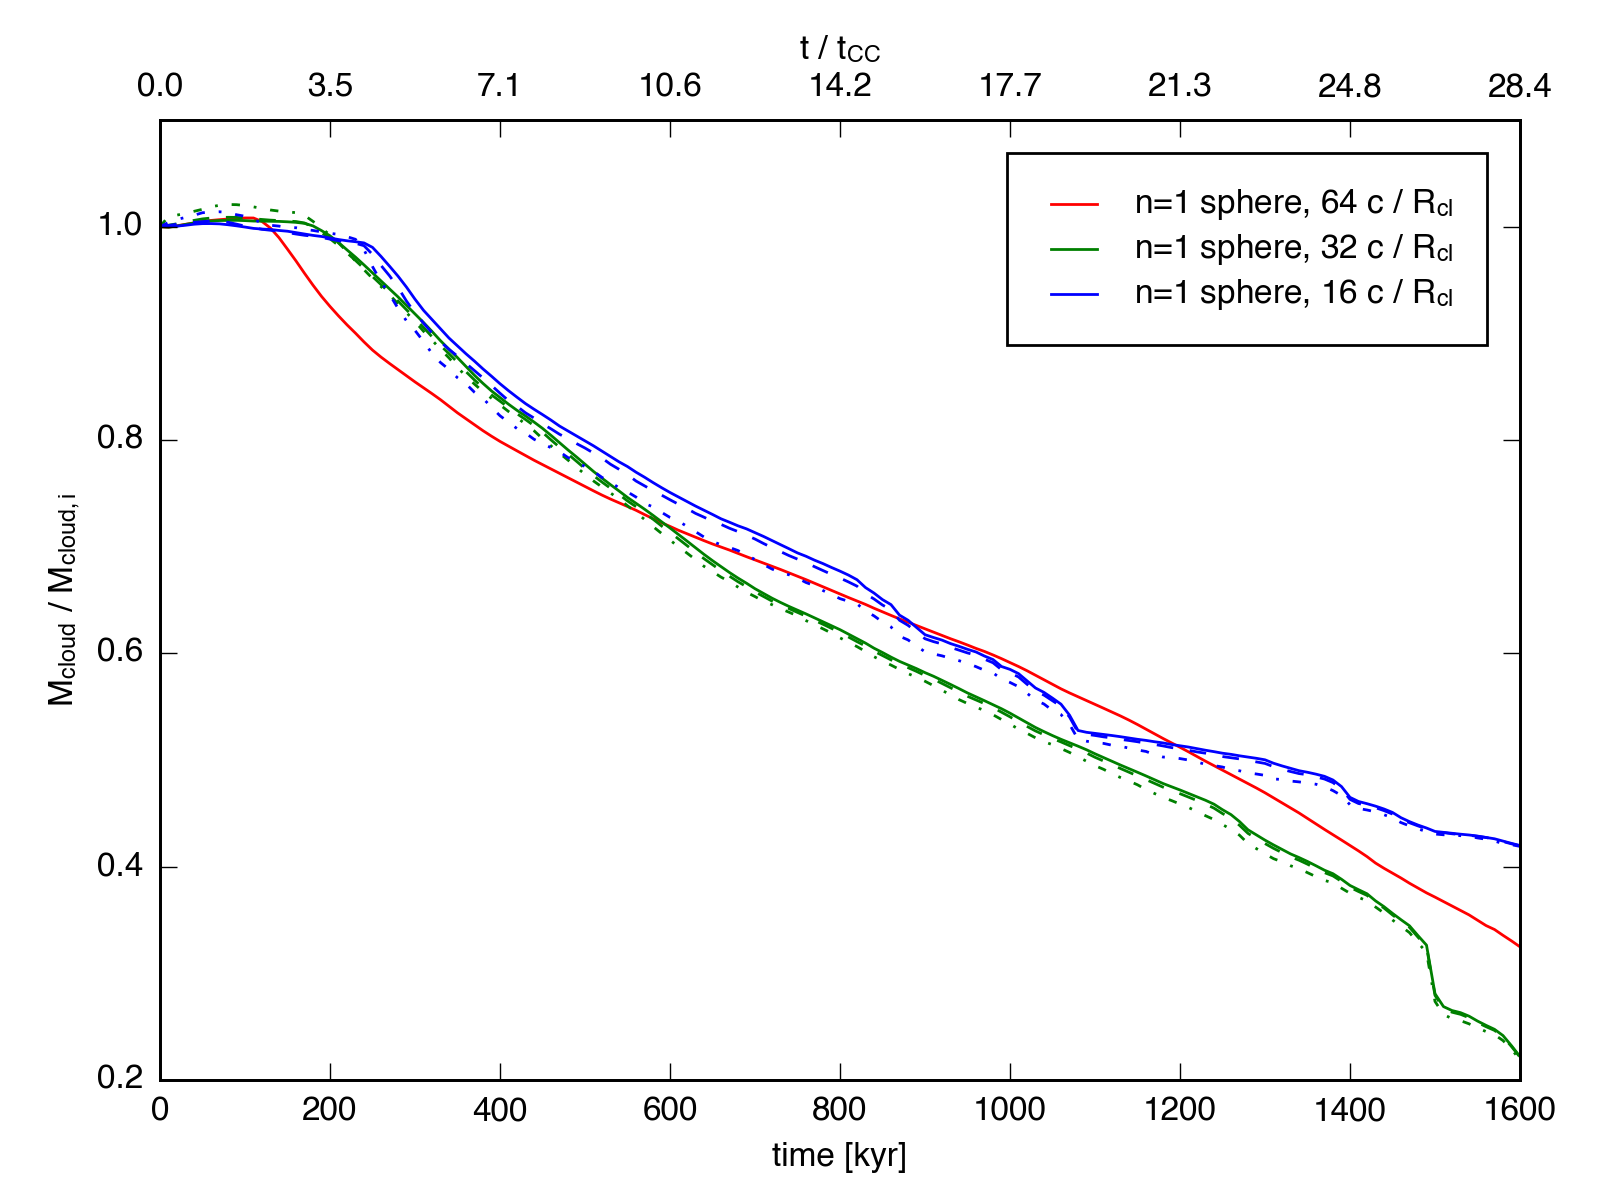 t / tCC
0.0 3.5 7.1 10.6 14.2 17.7 21.3 24.8 28.4
n=1 sphere, 64 c / Rcl
n=1 sphere, 32 c / Rcl
n=1 sphere, 16 c / Rcl
1.0
0.8
0.6
0.4
0.2
Mcloud / Mcloud,i
0 200 400 600 800 1000 1200 1400 1600
time [kyr]